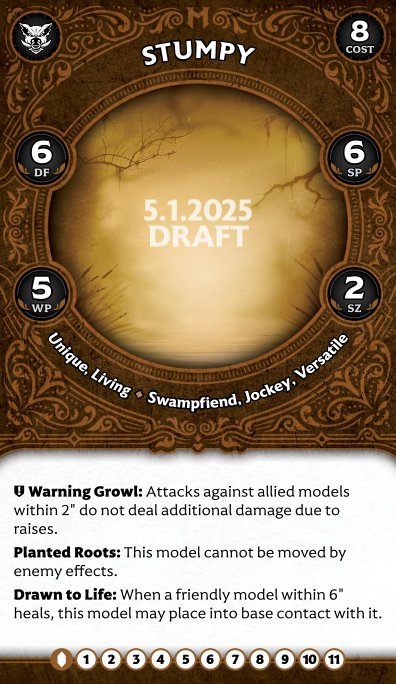 STUMPY
8
COST
6
DF
6
SP
5.1.2025
DRAFT
5
WP
2
SZ
Unique, Living ♦ Swampfiend, Jockey, Versatile
Warning Growl: Attacks against allied models
within 2" do not deal additional damage due to
raises.
Planted Roots: This model cannot be moved by
enemy effects.
Drawn to Life: When a friendly model within 6"
heals, this model may place into base contact with it.
1 2 3 4 5 6 7 8 9 10 11